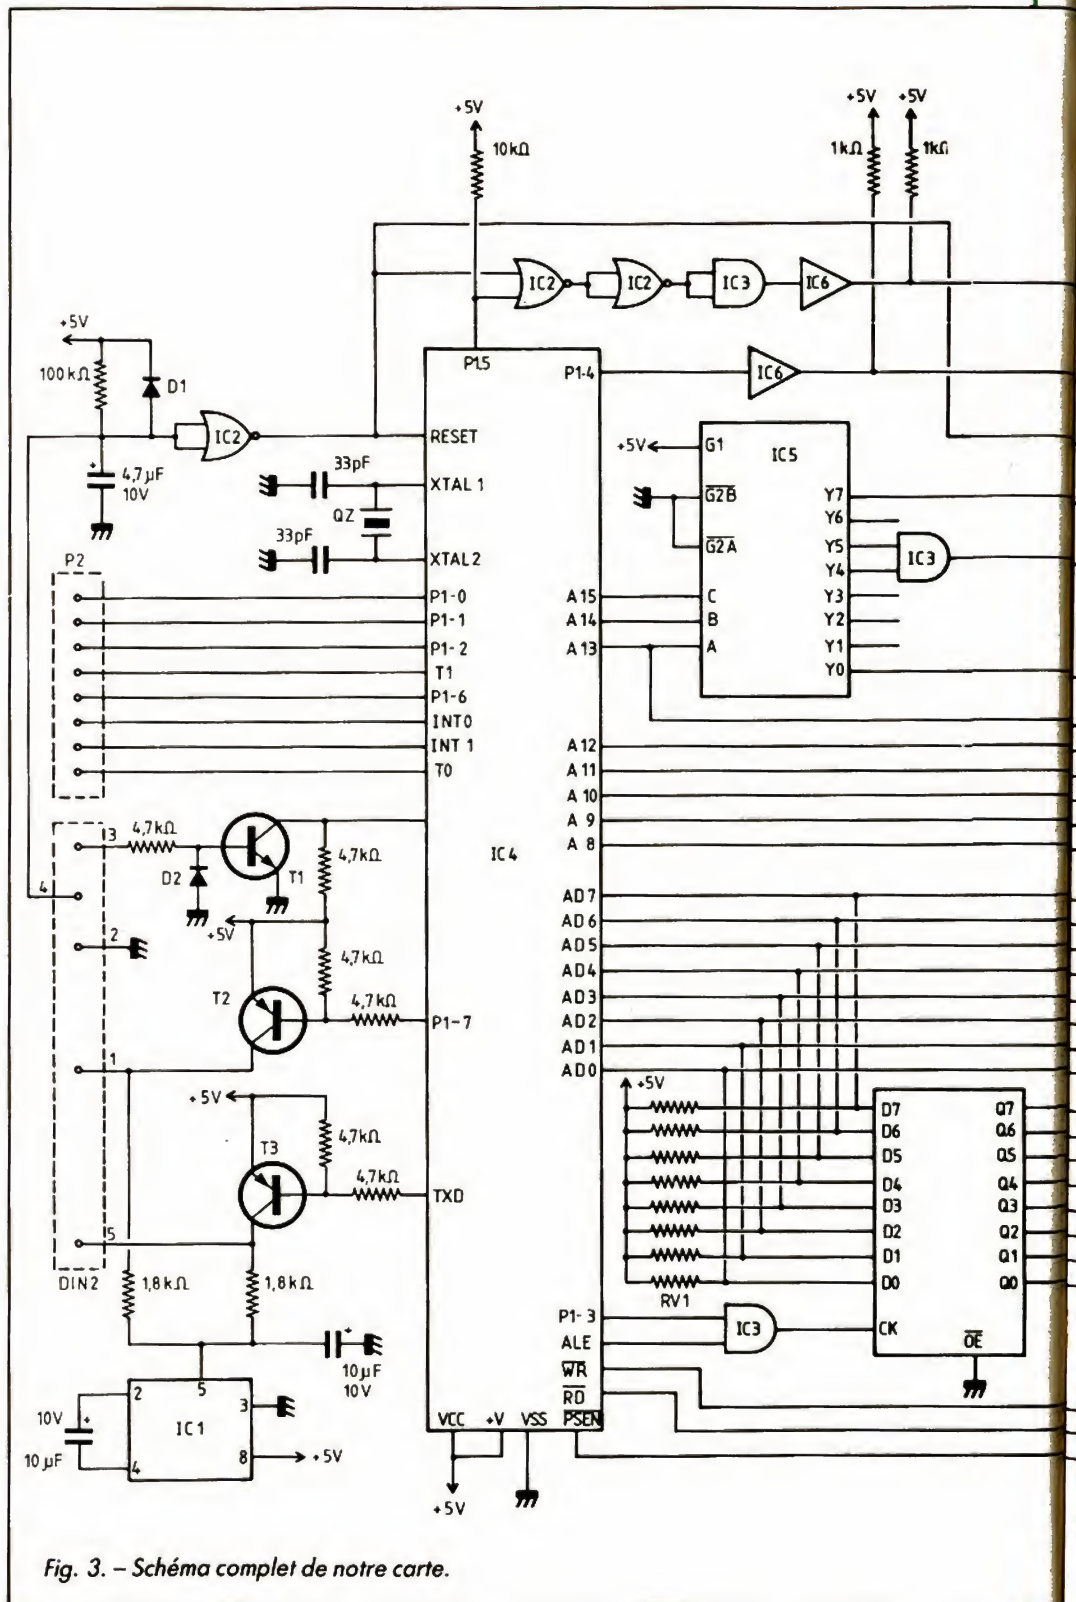 +5V
+5V
+5V
10kΩ
1kΩ
1kΩ
IC2
IC2
IC3
IC6
+5V
P1.5
P1-4
IC6
100kΩ
D1
IC2
RESET
+5V
G1
IC5
4,7µF
10V
33pF
XTAL 1
G2B
Y7
QZ
Y6
33pF
G2A
Y5
IC3
XTAL2
Y4
P2
P1-0
A15
C
Y3
P1-1
A14
B
Y2
P1-2
A13
A
Y1
T1
Y0
P1-6
INT0
INT 1
A12
T0
A11
A10
A 9
3
4,7kΩ
A 8
IC4
D2
T1
4,7kΩ
4
AD7
+5V
AD6
2
AD5
4,7kΩ
AD4
T2
4,7kΩ
AD3
P1-7
AD2
1
AD1
AD0
+5V
+5V
D7
Q7
T3
4,7kΩ
D6
Q6
D5
Q5
4,7kΩ
D4
Q4
TXD
D3
Q3
D2
Q2
5
D1
Q1
DIN2
1,8kΩ
1,8kΩ
D0
Q0
RV1
P1-3
IC3
CK
ALE
OE
10µF
10V
WR
RD
2
5
3
VCC
+V
VSS
PSEN
10V
IC1
10µF
4
8
+5V
+5V
Fig. 3. – Schéma complet de notre carte.